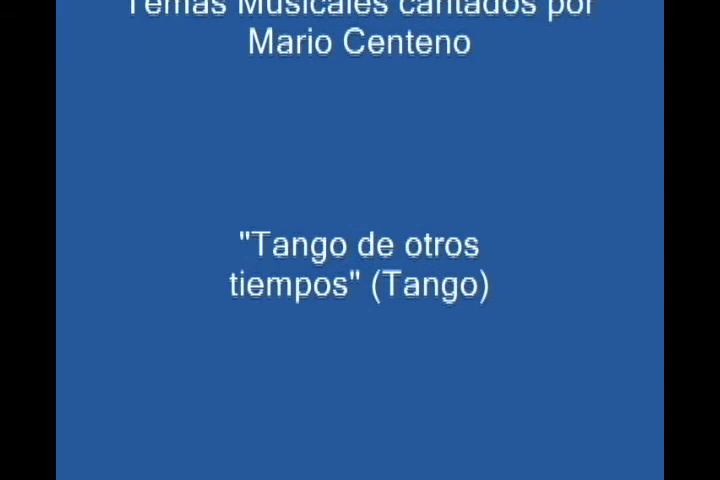 Temas Musicales cantados por
Mario Centeno
"Tango de otros
tiempos" (Tango)